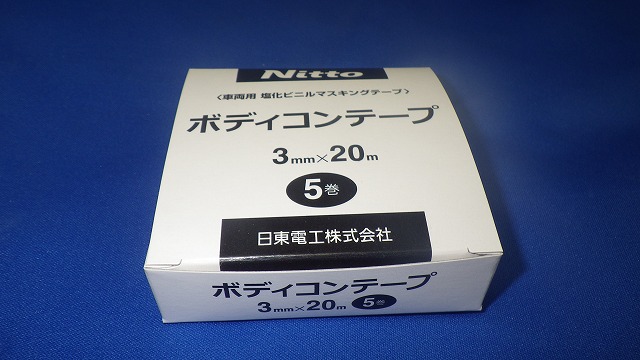 Nitto
〈車両用 塩化ビニルマスキングテープ〉
ボディコンテープ
3mm×20m
5巻
日東電工株式会社
ボディコンテープ
3mm×20m 5巻